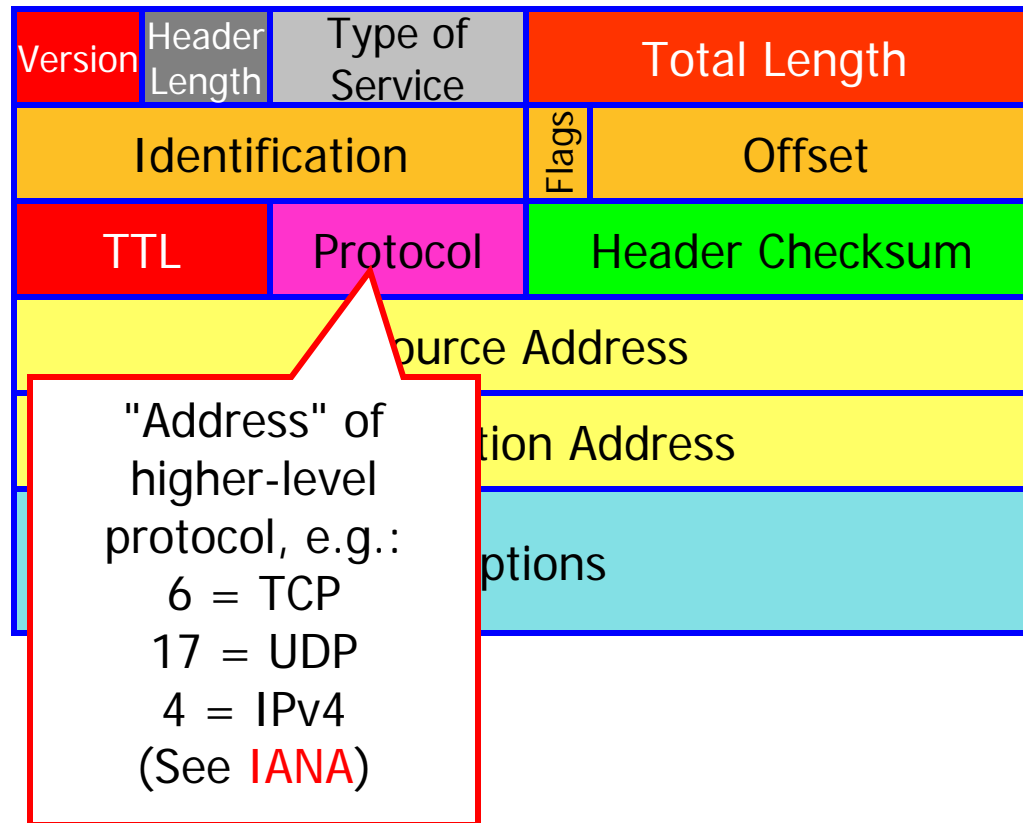 Version
Header
Length
Type of
Service
Total Length
Identification
Flags
Offset
TTL
Protocol
Header Checksum
ource Address
tion Address
ptions
"Address" of
higher-level
protocol, e.g.:
6 = TCP
17 = UDP
4 = IPv4
(See IANA)